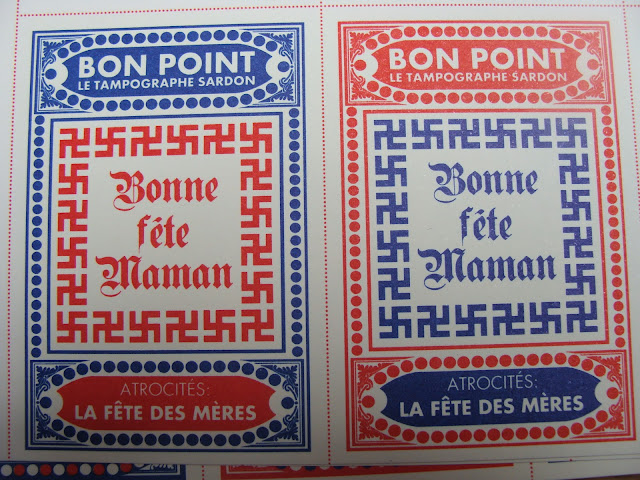 BON POINT
LE TAMPOGRAPHE SARDON
Bonne
fête
Maman
ATROCITÉS:
LA FÊTE DES MÈRES
BON POINT
LE TAMPOGRAPHE SARDON
Bonne
fête
Maman
ATROCITÉS:
LA FÊTE DES MÈRES